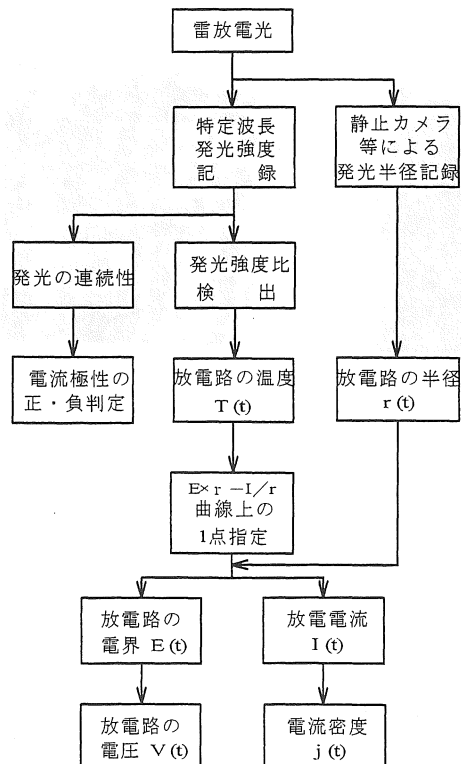 雷放電光
特定波長
発光強度
記　　録
静止カメラ
等による
発光半径記録
発光の連続性
発光強度比
検　　出
電流極性の
正・負判定
放電路の温度
T(t)
放電路の半径
r(t)
E×r－I／r
曲線上の
1点指定
放電路の
電界 E(t)
放電電流
I(t)
放電路の
電圧 V(t)
電流密度
j(t)